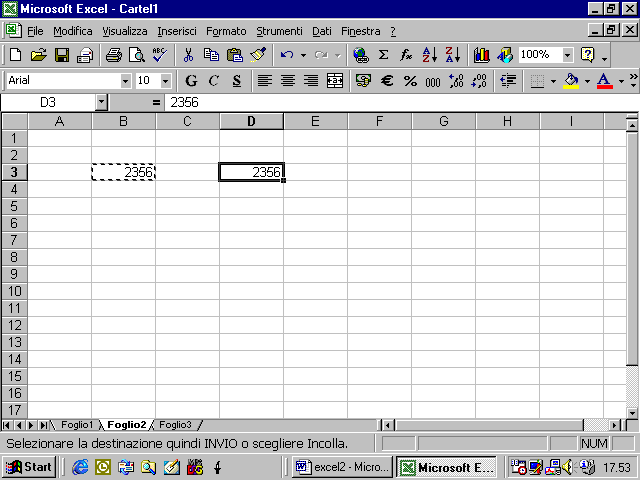 Microsoft Excel - Cartel1
File Modifica Visualizza Inserisci Formato Strumenti Dati Finestra ?
100%
Arial 10 G C S € % 000
D3 = 2356
A B C D E F G H I
1
2
3 2356 2356
4
5
6
7
8
9
10
11
12
13
14
15
16
17
Foglio1 Foglio2 Foglio3
Selezionare la destinazione quindi INVIO o scegliere Incolla. NUM
Start excel2 - Micro... Microsoft E... 17.53